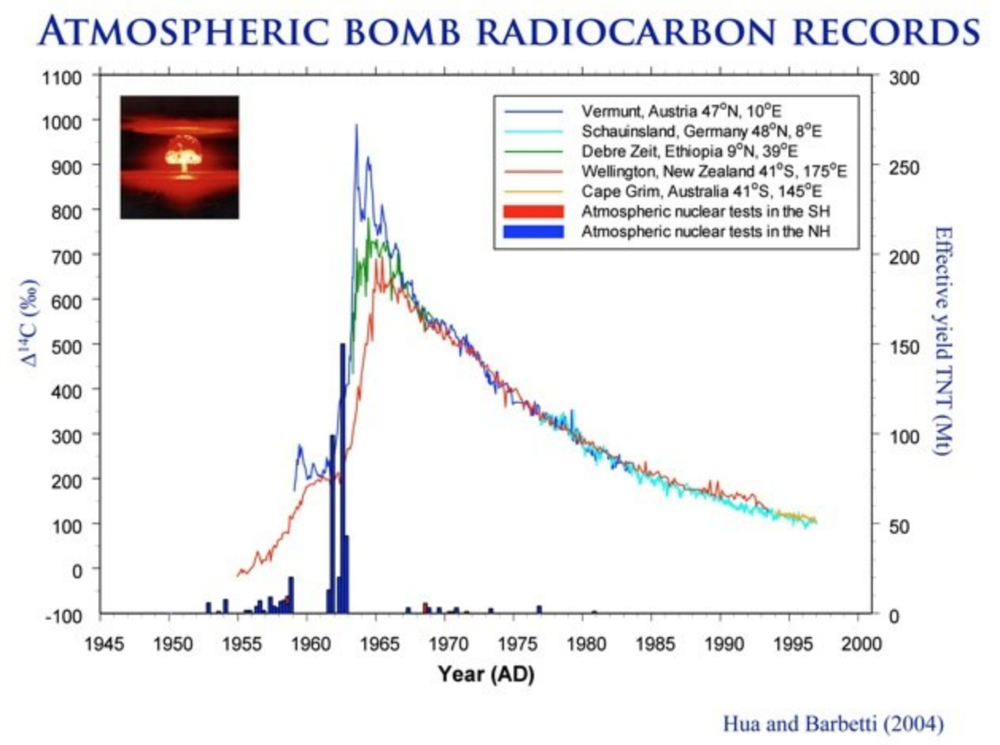 ATMOSPHERIC BOMB RADIOCARBON RECORDS
1100
1000
900
800
700
600
500
400
300
200
100
0
-100
Δ¹⁴C (‰)
Vermunt, Austria 47°N, 10°E
Schauinsland, Germany 48°N, 8°E
Debre Zeit, Ethiopia 9°N, 39°E
Wellington, New Zealand 41°S, 175°E
Cape Grim, Australia 41°S, 145°E
Atmospheric nuclear tests in the SH
Atmospheric nuclear tests in the NH
300
250
200
150
100
50
0
Effective yield TNT (Mt)
1945 1950 1955 1960 1965 1970 1975 1980 1985 1990 1995 2000
Year (AD)
Hua and Barbetti (2004)